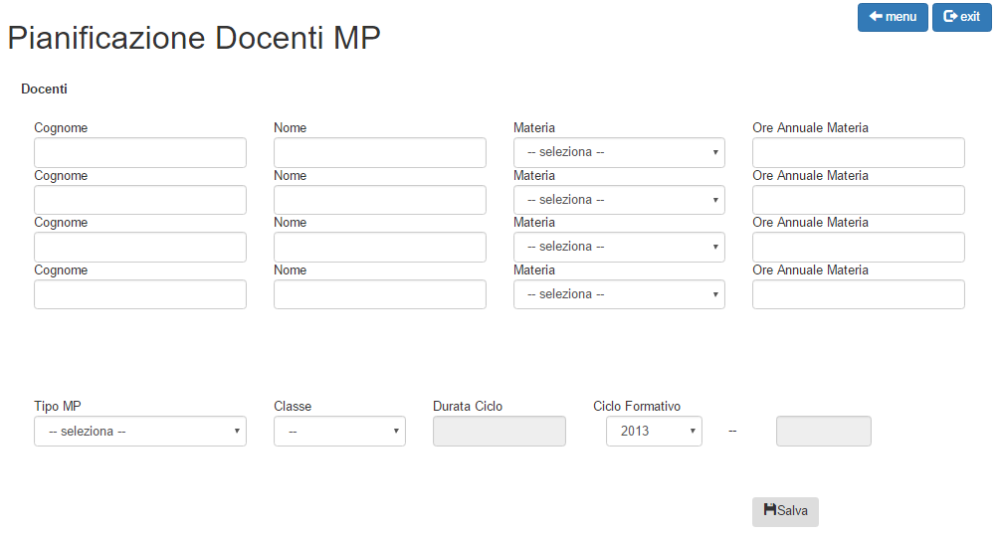 menu exit
Pianificazione Docenti MP
Docenti
Cognome Nome Materia Ore Annuale Materia
-- seleziona --
Cognome Nome Materia Ore Annuale Materia
-- seleziona --
Cognome Nome Materia Ore Annuale Materia
-- seleziona --
Cognome Nome Materia Ore Annuale Materia
-- seleziona --
Tipo MP Classe Durata Ciclo Ciclo Formativo
-- seleziona -- -- 2013 --
Salva